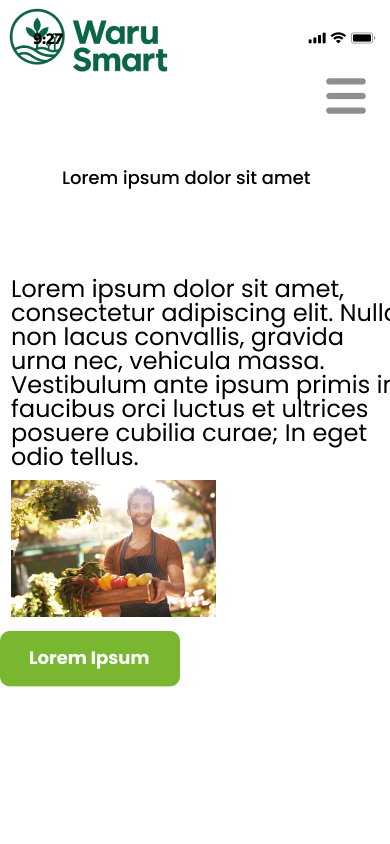 Waru
9:27
Smart
Lorem ipsum dolor sit amet
Lorem ipsum dolor sit amet,
consectetur adipiscing elit. Null
non lacus convallis, gravida
urna nec, vehicula massa.
Vestibulum ante ipsum primis in
faucibus orci luctus et ultrices
posuere cubilia curae; In eget
odio tellus.
Lorem Ipsum